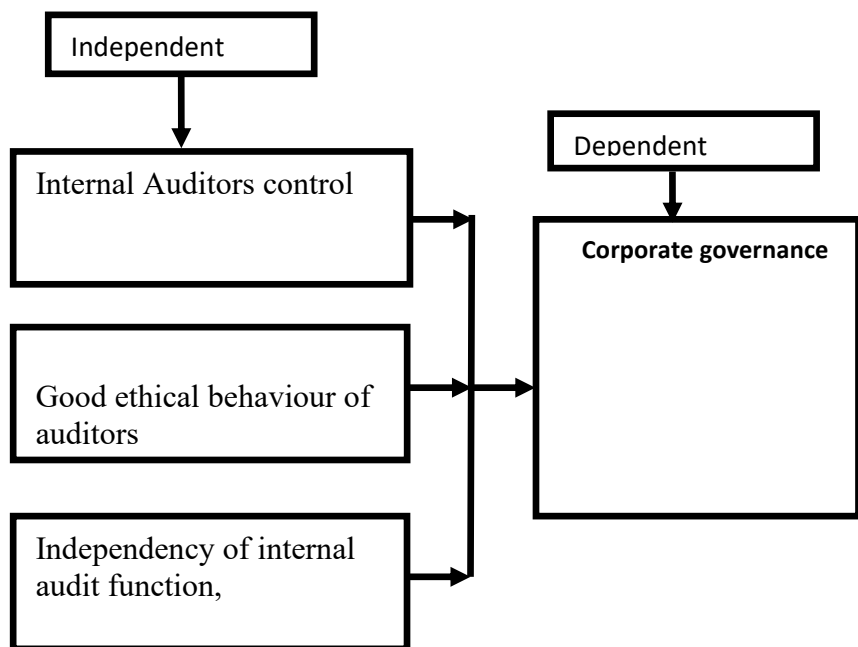 Independent
Dependent
Internal Auditors control
Corporate governance
Good ethical behaviour of
auditors
Independency of internal
audit function,